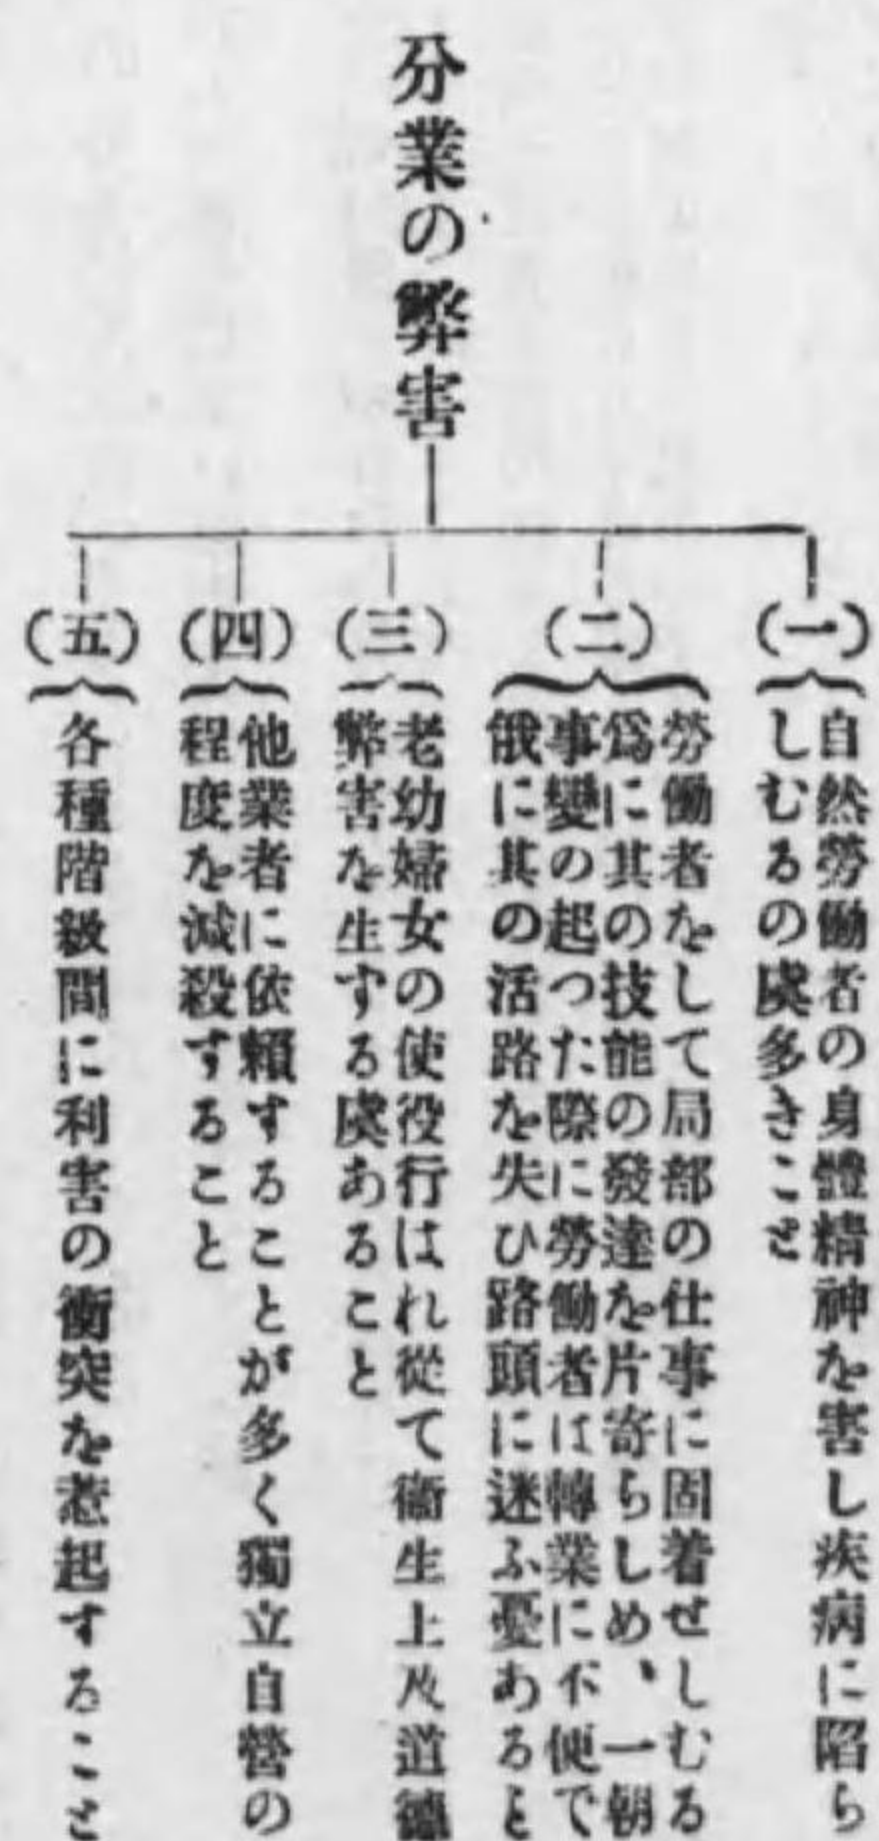 分業の弊害
(一)
自然勞働者の身體精神を害し疾病に陷ら
しむるの虞多きこと
(二)
勞働者をして局部の仕事に固着せしむる
爲に其の技能の發達を片寄らしめ、一朝
事變の起つた際に勞働者は轉業に不便で
俄に其の活路を失ひ路頭に迷ふ憂あると
(三)
老幼婦女の使役行はれ從て衞生上及道德
弊害を生ずる虞あること
(四)
他業者に依賴することが多く獨立自營の
程度を減殺すること
(五)
各種階級間に利害の衝突を惹起すること